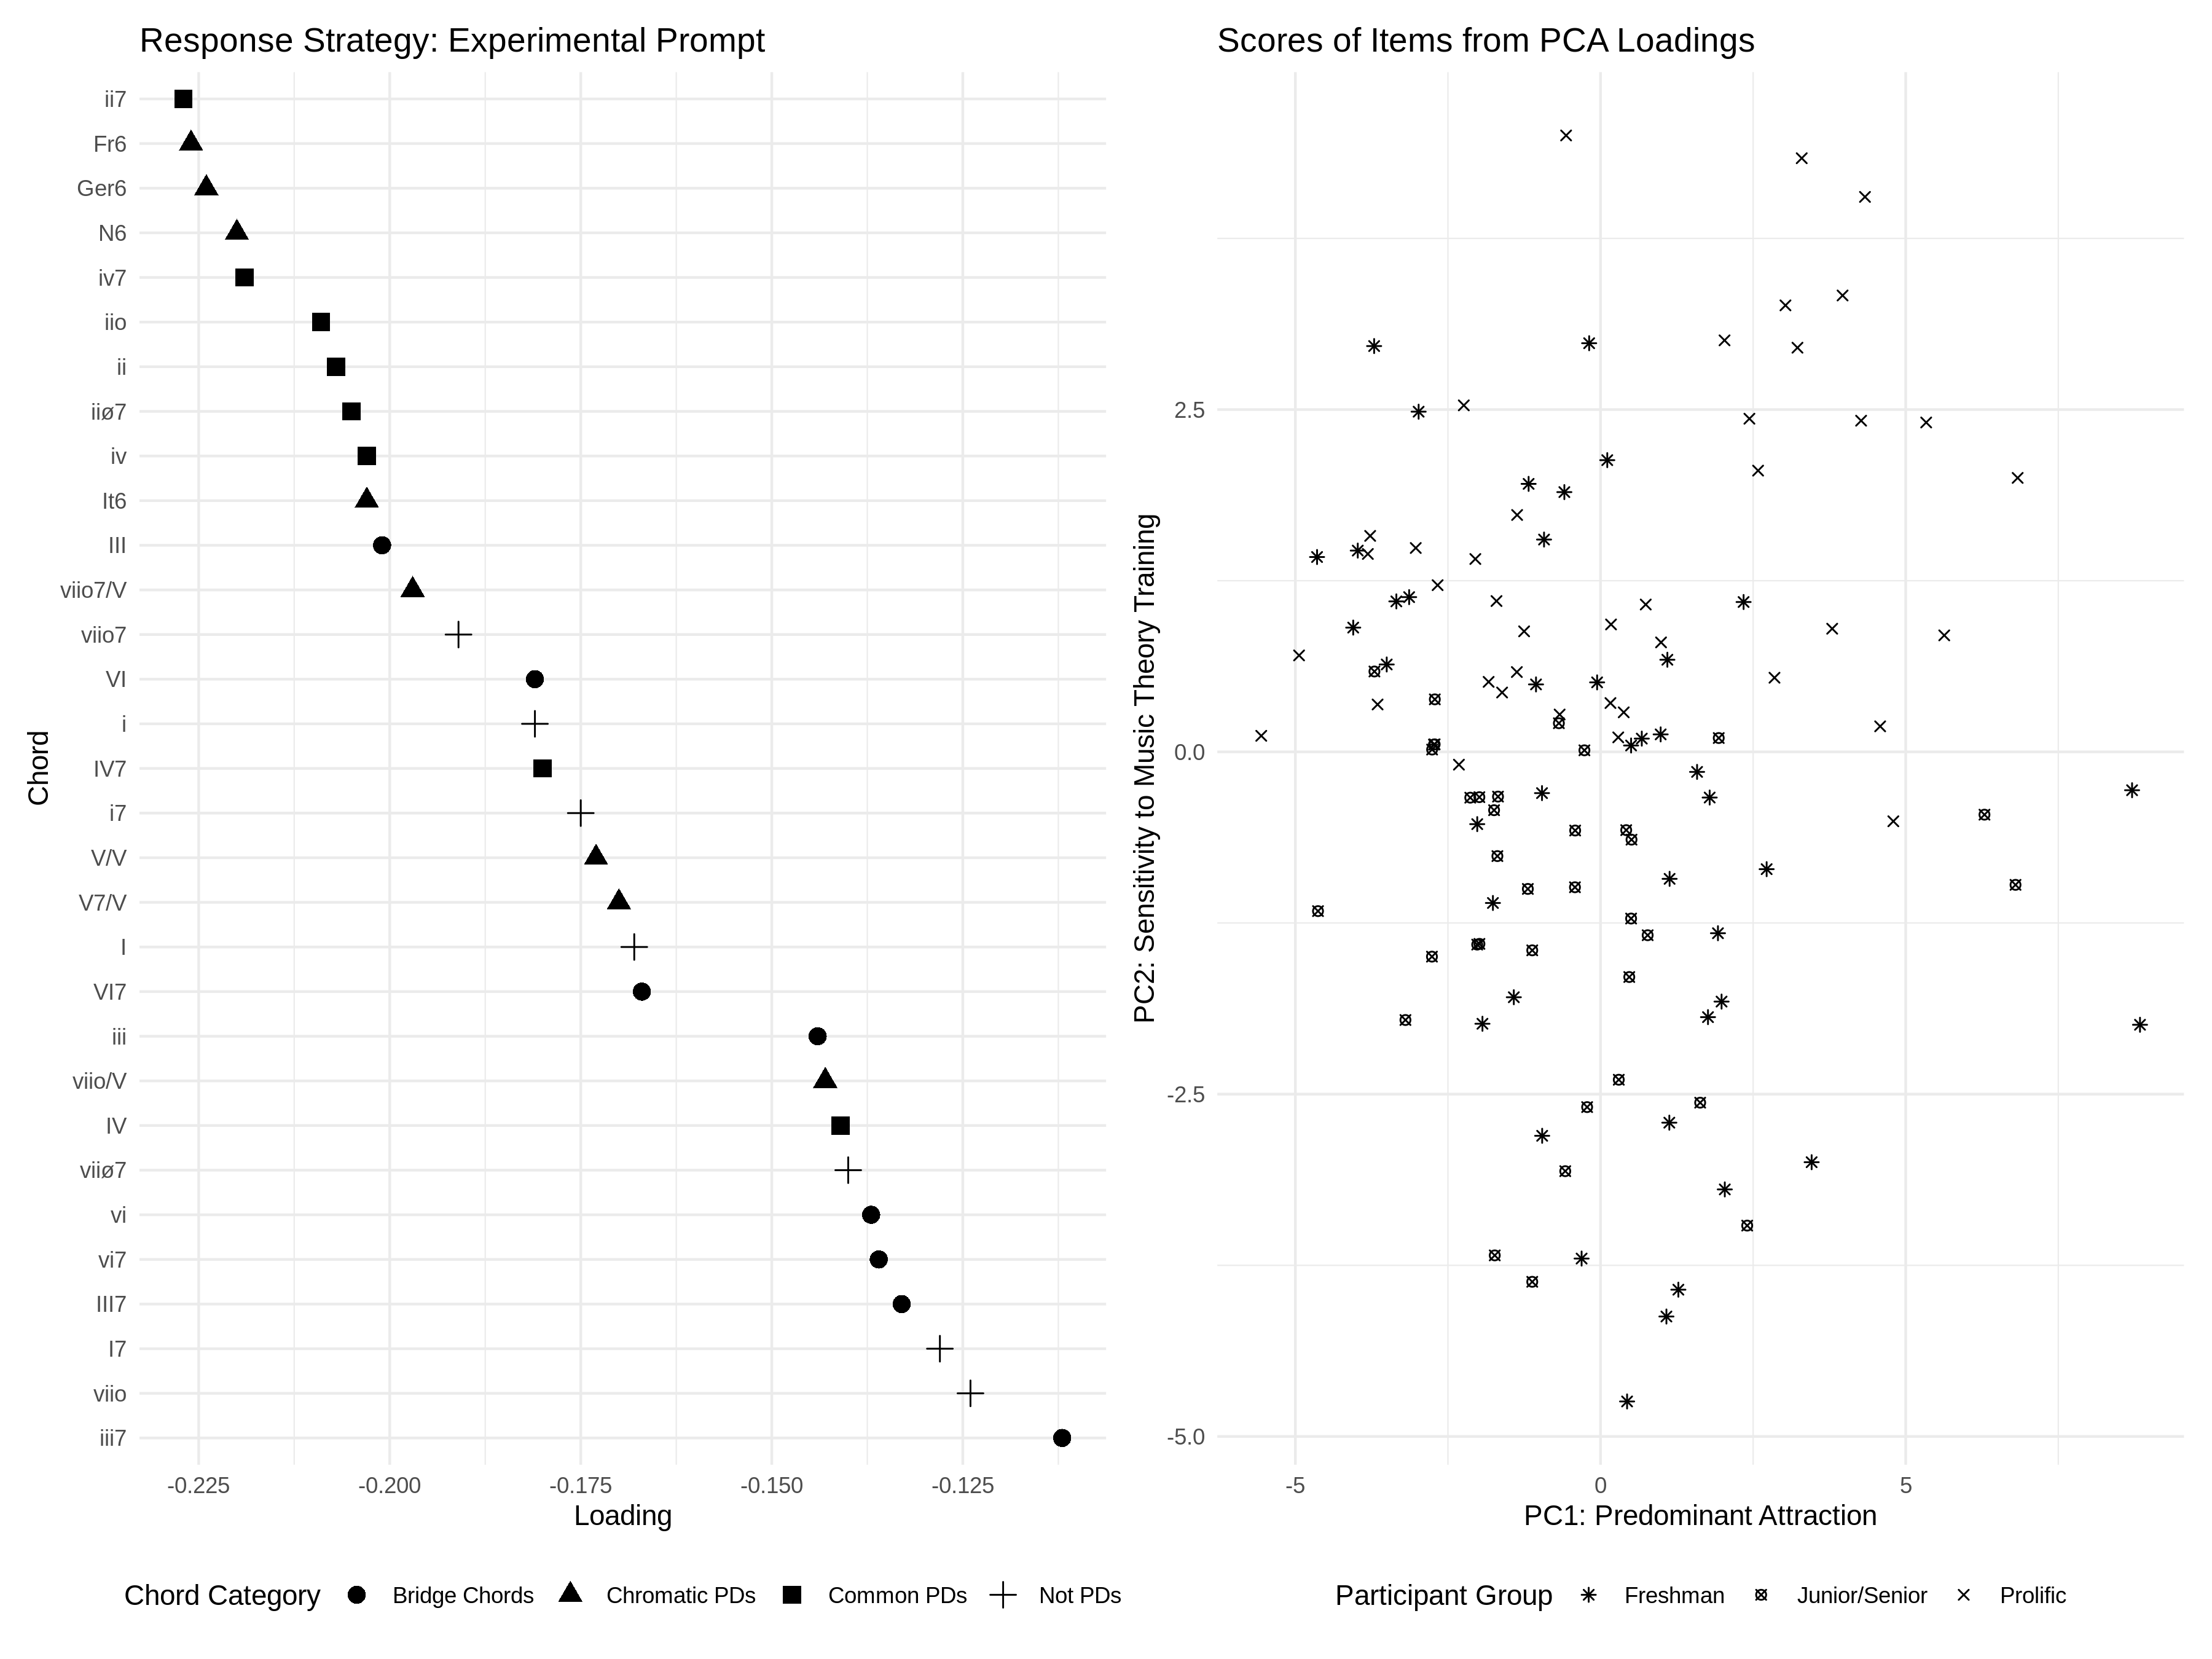 Response Strategy: Experimental Prompt
ii7
Fr6
Ger6
N6
iv7
iio
ii
iiø7
iv
It6
III
viio7/V
viio7
VI
i
IV7
i7
V/V
V7/V
I
VI7
iii
viio/V
IV
viiø7
vi
vi7
III7
I7
viio
iii7
Chord
-0.225 -0.200 -0.175 -0.150 -0.125
Loading
Chord Category Bridge Chords Chromatic PDs Common PDs Not PDs
Scores of Items from PCA Loadings
2.5
0.0
-2.5
-5.0
PC2: Sensitivity to Music Theory Training
-5 0 5
PC1: Predominant Attraction
Participant Group Freshman Junior/Senior Prolific